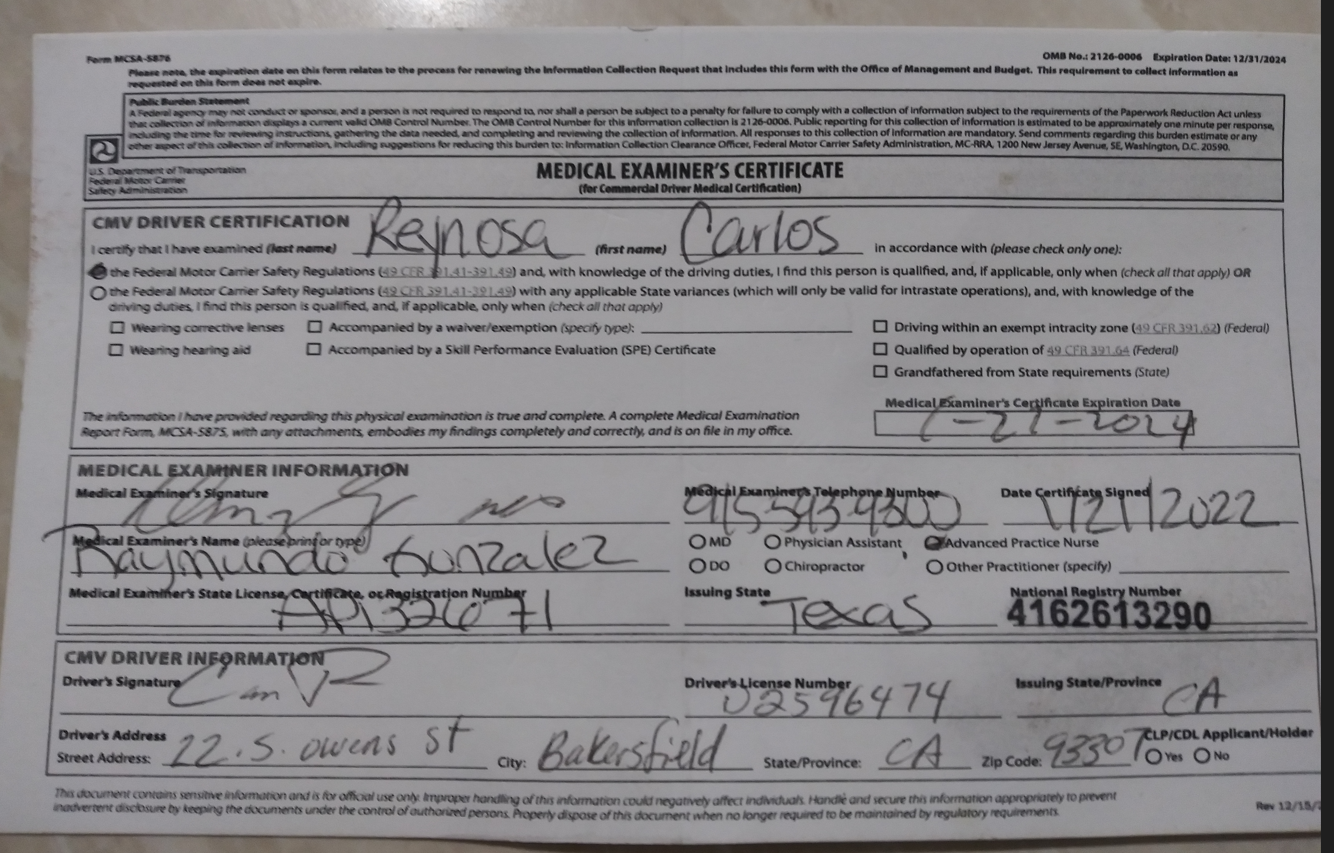 Form MCSA-5876 OMB No.: 2126-0006 Expiration Date: 12/31/2024
Please note, the expiration date on this form relates to the process for renewing the Information Collection Request that includes this form with the Office of Management and Budget. This requirement to collect information as
requested on this form does not expire.
Public Burden Statement
A Federal agency may not conduct or sponsor, and a person is not required to respond to, nor shall a person be subject to a penalty for failure to comply with a collection of information subject to the requirements of the Paperwork Reduction Act unless
that collection of information displays a current valid OMB Control Number. The OMB Control Number for this information collection is 2126-0006. Public reporting for this collection of information is estimated to be approximately one minute per response,
including the time for reviewing instructions, gathering the data needed, and completing and reviewing the collection of information. All responses to this collection of information are mandatory. Send comments regarding this burden estimate or any
other aspect of this collection of information, including suggestions for reducing this burden to: Information Collection Clearance Officer, Federal Motor Carrier Safety Administration, MC-RRA, 1200 New Jersey Avenue, SE, Washington, D.C. 20590.
U.S. Department of Transportation
Federal Motor Carrier
Safety Administration
MEDICAL EXAMINER'S CERTIFICATE
(for Commercial Driver Medical Certification)
CMV DRIVER CERTIFICATION
I certify that I have examined (last name) Reynosa (first name) Carlos in accordance with (please check only one):
the Federal Motor Carrier Safety Regulations (49 CFR 391.41-391.49) and, with knowledge of the driving duties, I find this person is qualified, and, if applicable, only when (check all that apply) OR
the Federal Motor Carrier Safety Regulations (49 CFR 391.41-391.49) with any applicable State variances (which will only be valid for intrastate operations), and, with knowledge of the
driving duties, I find this person is qualified, and, if applicable, only when (check all that apply)
Wearing corrective lenses Accompanied by a waiver/exemption (specify type): Driving within an exempt intracity zone (49 CFR 391.62) (Federal)
Wearing hearing aid Accompanied by a Skill Performance Evaluation (SPE) Certificate Qualified by operation of 49 CFR 391.64 (Federal)
Grandfathered from State requirements (State)
The information I have provided regarding this physical examination is true and complete. A complete Medical Examination
Report Form, MCSA-5875, with any attachments, embodies my findings completely and correctly, and is on file in my office.
Medical Examiner's Certificate Expiration Date
1-21-2024
MEDICAL EXAMINER INFORMATION
Medical Examiner's Signature Medical Examiner's Telephone Number Date Certificate Signed
915 593 9300 1/21/2022
Medical Examiner's Name (please print or type) MD Physician Assistant Advanced Practice Nurse
Raymundo Gonzalez DO Chiropractor Other Practitioner (specify)
Medical Examiner's State License, Certificate, or Registration Number Issuing State National Registry Number
AP132671 Texas 4162613290
CMV DRIVER INFORMATION
Driver's Signature Driver's License Number Issuing State/Province
02596474 CA
Driver's Address CLP/CDL Applicant/Holder
Street Address: 22.S. owens st City: Bakersfield State/Province: CA Zip Code: 93307 Yes No
This document contains sensitive information and is for official use only. Improper handling of this information could negatively affect individuals. Handle and secure this information appropriately to prevent
inadvertent disclosure by keeping the documents under the control of authorized persons. Properly dispose of this document when no longer required to be maintained by regulatory requirements.
Rev 12/15/2